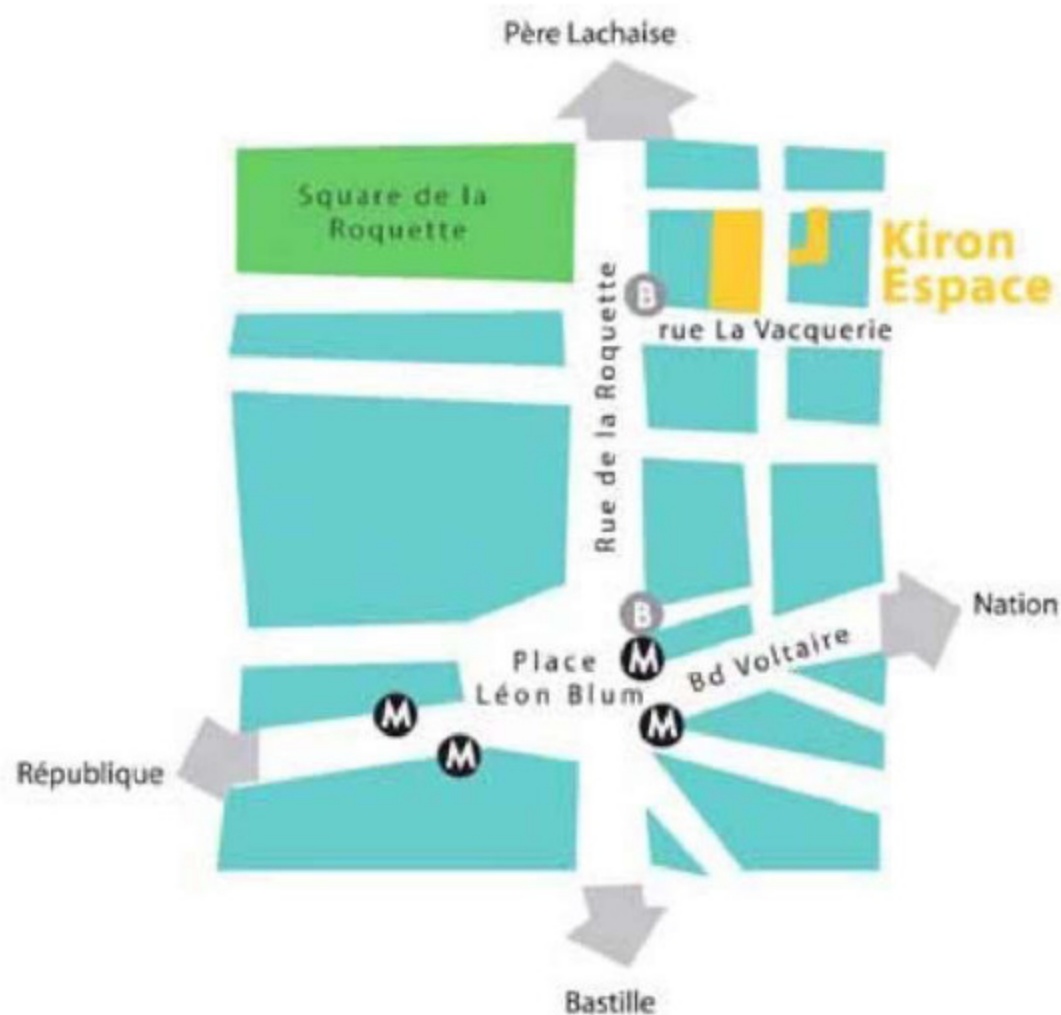 Père Lachaise
Square de la
Roquette
Kiron
Espace
B
rue La Vacquerie
Rue de la Roquette
B
Nation
Place
Léon Blum
M
Bd Voltaire
M
M
M
République
Bastille